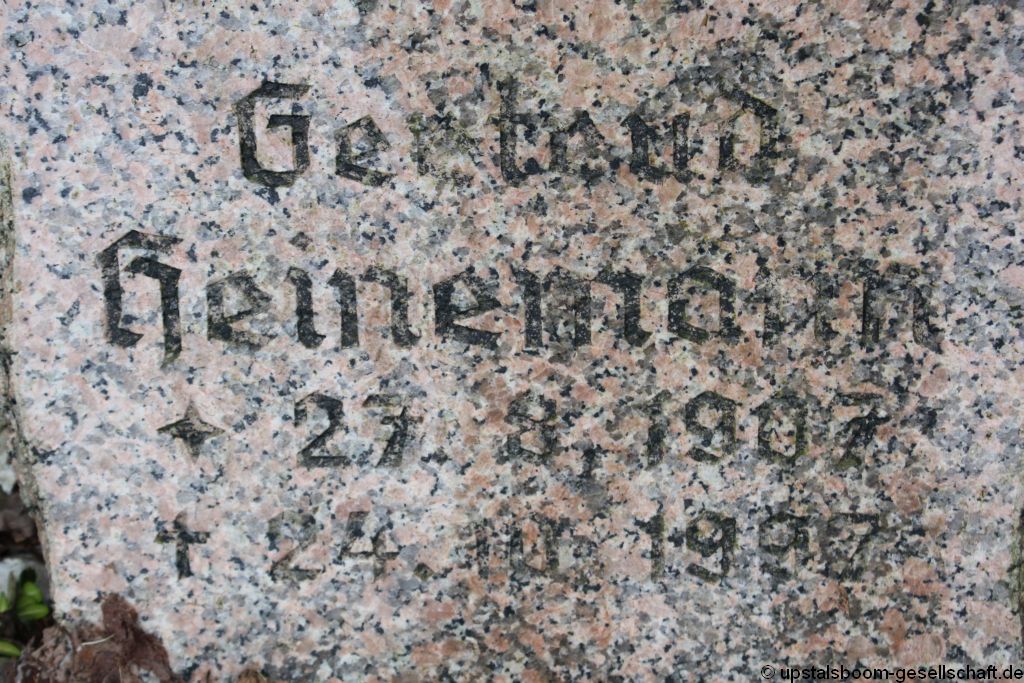 Gertrud
Heinemann
✦ 27. 8. 1907
† 24. 10. 1997
© upstalsboom-gesellschaft.de